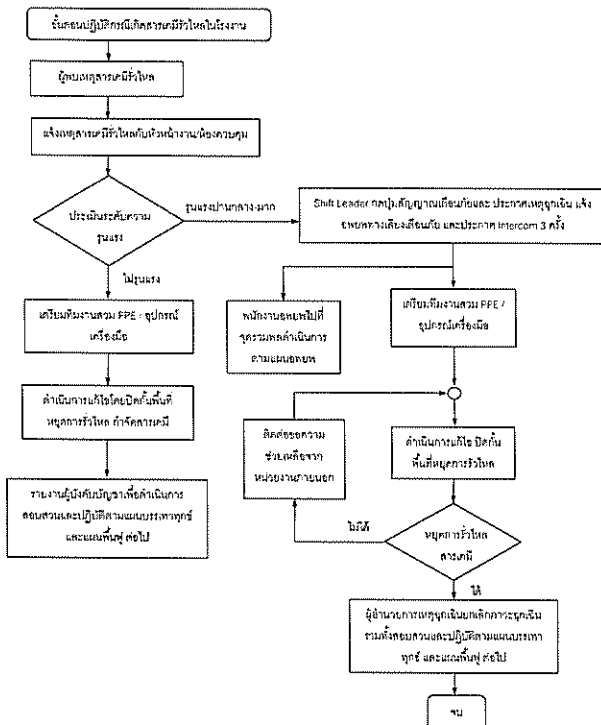 ขั้นตอนปฏิบัติกรณีเกิดสารเคมีรั่วไหลในโรงงาน
ผู้พบเหตุสารเคมีรั่วไหล
แจ้งเหตุสารเคมีรั่วไหลกับหัวหน้างาน/ห้องควบคุม
ประเมินระดับความ
รุนแรง
รุนแรงปานกลาง-มาก
Shift Leader กดปุ่มสัญญาณเตือนภัยและ ประกาศเหตุฉุกเฉิน แจ้ง
อพยพทางเสียงเตือนภัย และประกาศ Intercom 3 ครั้ง
ไม่รุนแรง
เตรียมทีมงานสวม PPE / อุปกรณ์
เครื่องมือ
พนักงานอพยพไปที่
จุดรวมพลดำเนินการ
ตามแผนอพยพ
เตรียมทีมงานสวม PPE /
อุปกรณ์เครื่องมือ
ดำเนินการแก้ไขโดยปิดกั้นพื้นที่
หยุดการรั่วไหล กำจัดสารเคมี
ติดต่อขอความ
ช่วยเหลือจาก
หน่วยงานภายนอก
ดำเนินการแก้ไข ปิดกั้น
พื้นที่หยุดการรั่วไหล
รายงานผู้บังคับบัญชาเพื่อดำเนินการ
สอบสวนและปฏิบัติตามแผนบรรเทาทุกข์
และแผนฟื้นฟู ต่อไป
ไม่ได้
หยุดการรั่วไหล
สารเคมี
ได้
ผู้อำนวยการเหตุฉุกเฉินยกเลิกภาวะฉุกเฉิน
รวมทั้งสอบสวนและปฏิบัติตามแผนบรรเทา
ทุกข์ และแผนฟื้นฟู ต่อไป
จบ